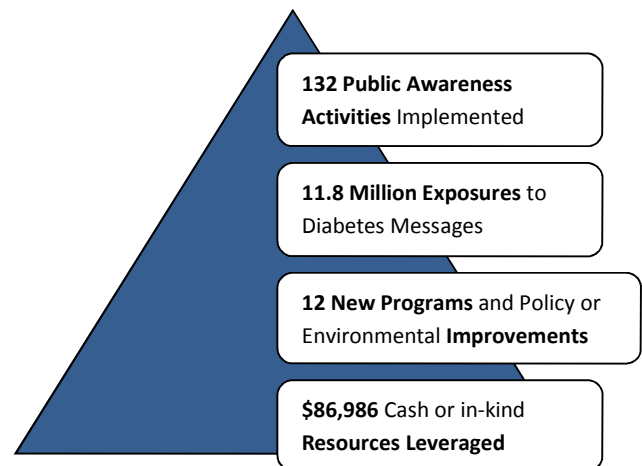 132 Public Awareness
Activities Implemented
11.8 Million Exposures to
Diabetes Messages
12 New Programs and Policy or
Environmental Improvements
$86,986 Cash or in-kind
Resources Leveraged